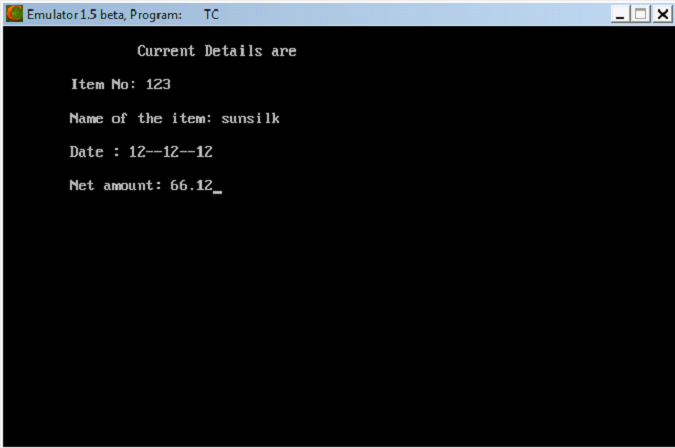 Emulator 1.5 beta, Program: TC
Current Details are
Item No: 123
Name of the item: sunsilk
Date : 12--12--12
Net amount: 66.12_